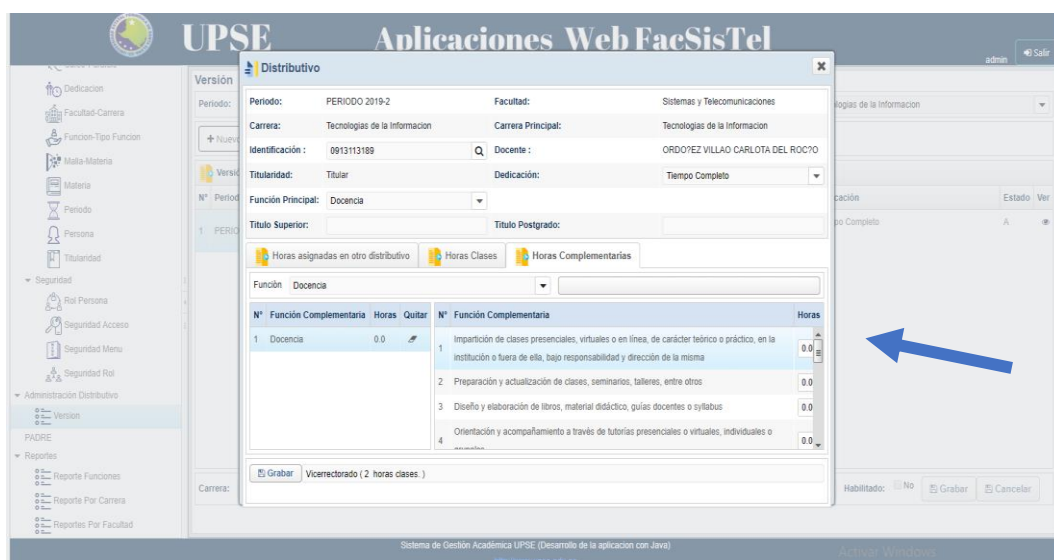 UPSE Aplicaciones Web FacSisTel
admin Salir
Dedicacion
Facultad-Carrera
Funcion-Tipo Funcion
Malla-Materia
Materia
Periodo
Persona
Titularidad
Seguridad
Rol Persona
Seguridad Acceso
Seguridad Menu
Seguridad Rol
Administración Distributivo
Version
PADRE
Reportes
Reporte Funciones
Reporte Por Carrera
Reportes Por Facultad
Versión
Periodo:
Nuevo
N° Period
1 PERIO
Carrera:
Distributivo
Periodo: PERIODO 2019-2 Facultad: Sistemas y Telecomunicaciones
Carrera: Tecnologias de la Informacion Carrera Principal: Tecnologias de la Informacion
Identificación : 0913113189 Docente : ORDO?EZ VILLAO CARLOTA DEL ROC?O
Titularidad: Titular Dedicación: Tiempo Completo
Función Principal: Docencia
Titulo Superior: Titulo Postgrado:
Horas asignadas en otro distributivo Horas Clases Horas Complementarias
Función Docencia
N° Función Complementaria Horas Quitar
1 Docencia 0.0
N° Función Complementaria Horas
1 Impartición de clases presenciales, virtuales o en línea, de carácter teórico o práctico, en la
institución o fuera de ella, bajo responsabilidad y dirección de la misma 0.0
2 Preparación y actualización de clases, seminarios, talleres, entre otros 0.0
3 Diseño y elaboración de libros, material didáctico, guías docentes o syllabus 0.0
4 Orientación y acompañamiento a través de tutorías presenciales o virtuales, individuales o 0.0
Grabar Vicerrectorado ( 2 horas clases. )
ologias de la Informacion
cación Estado Ver
po Completo A
Habilitado: No Grabar Cancelar
Sistema de Gestión Académica UPSE (Desarrollo de la aplicacion con Java)
Activar Windows